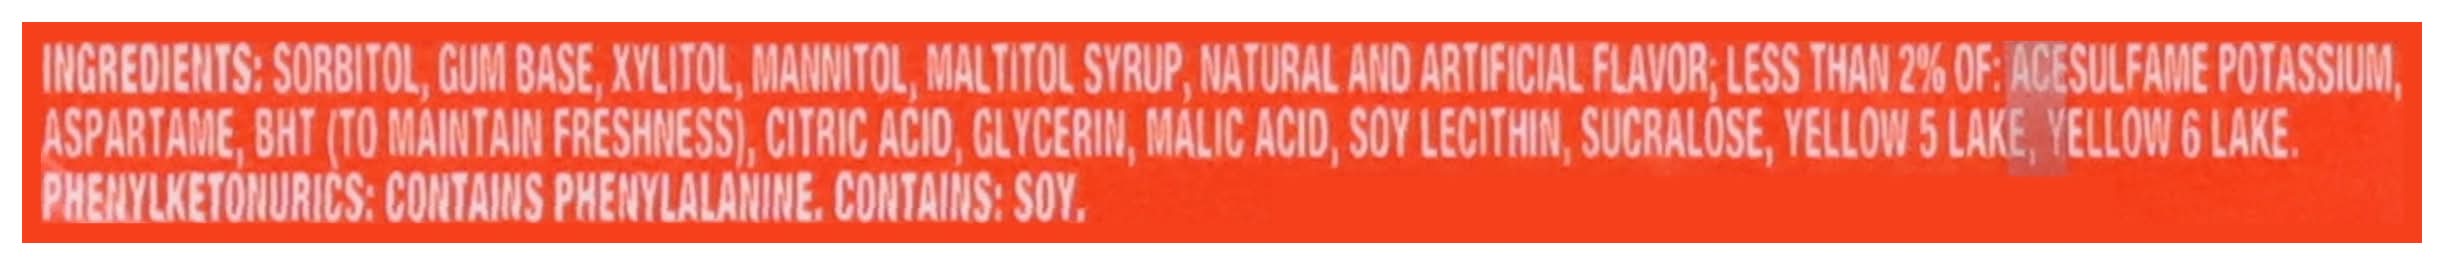 INGREDIENTS: SORBITOL, GUM BASE, XYLITOL, MANNITOL, MALTITOL SYRUP, NATURAL AND ARTIFICIAL FLAVOR; LESS THAN 2% OF: ACESULFAME POTASSIUM,
ASPARTAME, BHT (TO MAINTAIN FRESHNESS), CITRIC ACID, GLYCERIN, MALIC ACID, SOY LECITHIN, SUCRALOSE, YELLOW 5 LAKE, YELLOW 6 LAKE.
PHENYLKETONURICS: CONTAINS PHENYLALANINE. CONTAINS: SOY.